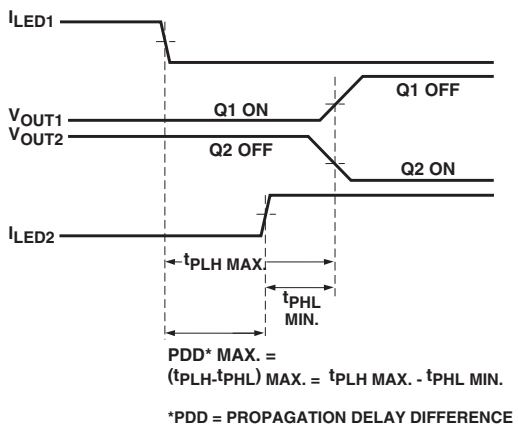 ILED1
Q1 OFF
VOUT1
Q1 ON
VOUT2
Q2 OFF
Q2 ON
ILED2
tPLH MAX.
tPHL
MIN.
PDD* MAX. =
(tPLH-tPHL) MAX. = tPLH MAX. - tPHL MIN.
*PDD = PROPAGATION DELAY DIFFERENCE